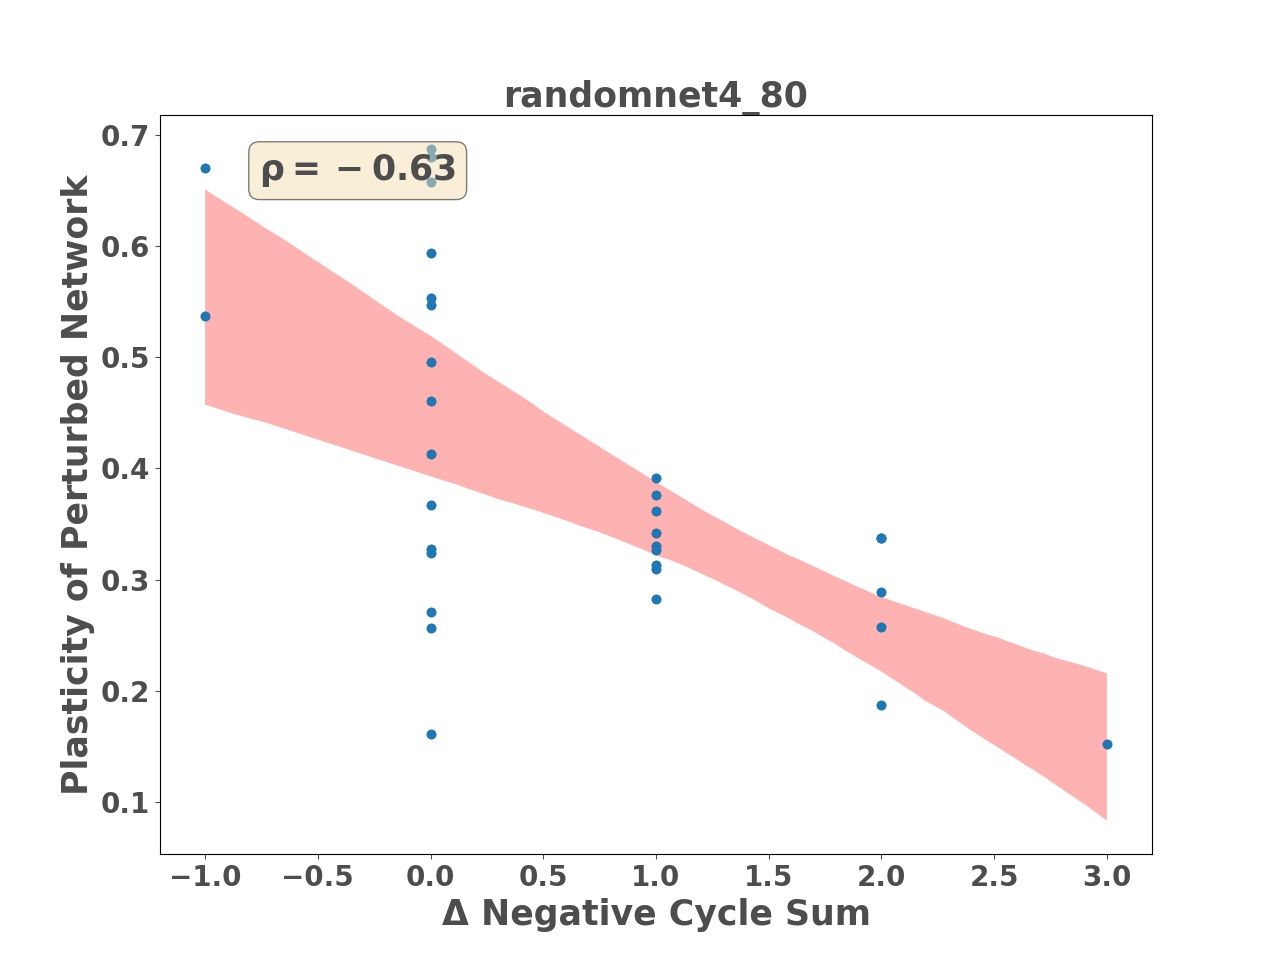 randomnet4_80
ρ = − 0.63
Plasticity of Perturbed Network
0.7
0.6
0.5
0.4
0.3
0.2
0.1
−1.0 −0.5 0.0 0.5 1.0 1.5 2.0 2.5 3.0
Δ Negative Cycle Sum